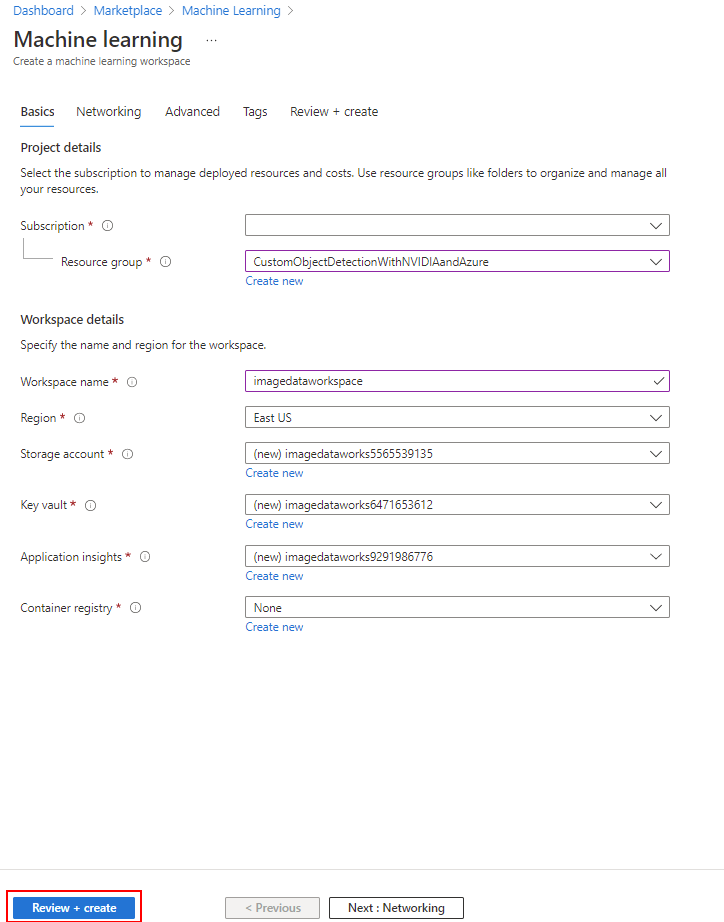 Dashboard > Marketplace > Machine Learning >
Machine learning ...
Create a machine learning workspace
Basics Networking Advanced Tags Review + create
Project details
Select the subscription to manage deployed resources and costs. Use resource groups like folders to organize and manage all
your resources.
Subscription *
Resource group * CustomObjectDetectionWithNVIDIAandAzure
Create new
Workspace details
Specify the name and region for the workspace.
Workspace name * imagedataworkspace
Region * East US
Storage account * (new) imagedataworks5565539135
Create new
Key vault * (new) imagedataworks6471653612
Create new
Application insights * (new) imagedataworks9291986776
Create new
Container registry * None
Create new
Review + create < Previous Next : Networking